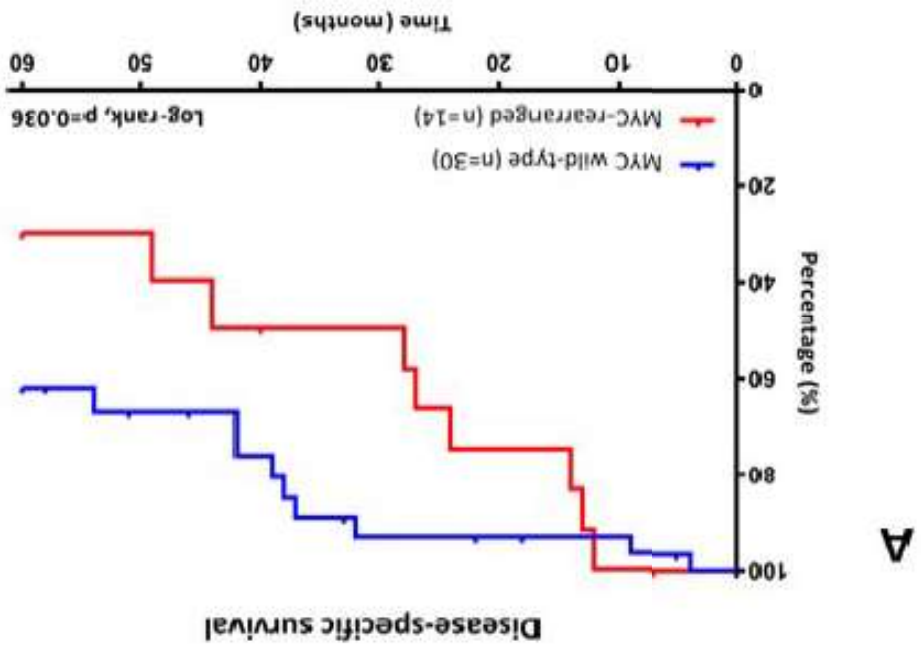 A
Disease-specific survival
Percentage (%)
100
80
60
40
20
0
MYC wild-type (n=30)
MYC-rearranged (n=14)
Log-rank, p=0.036
0
10
20
30
40
50
60
Time (months)